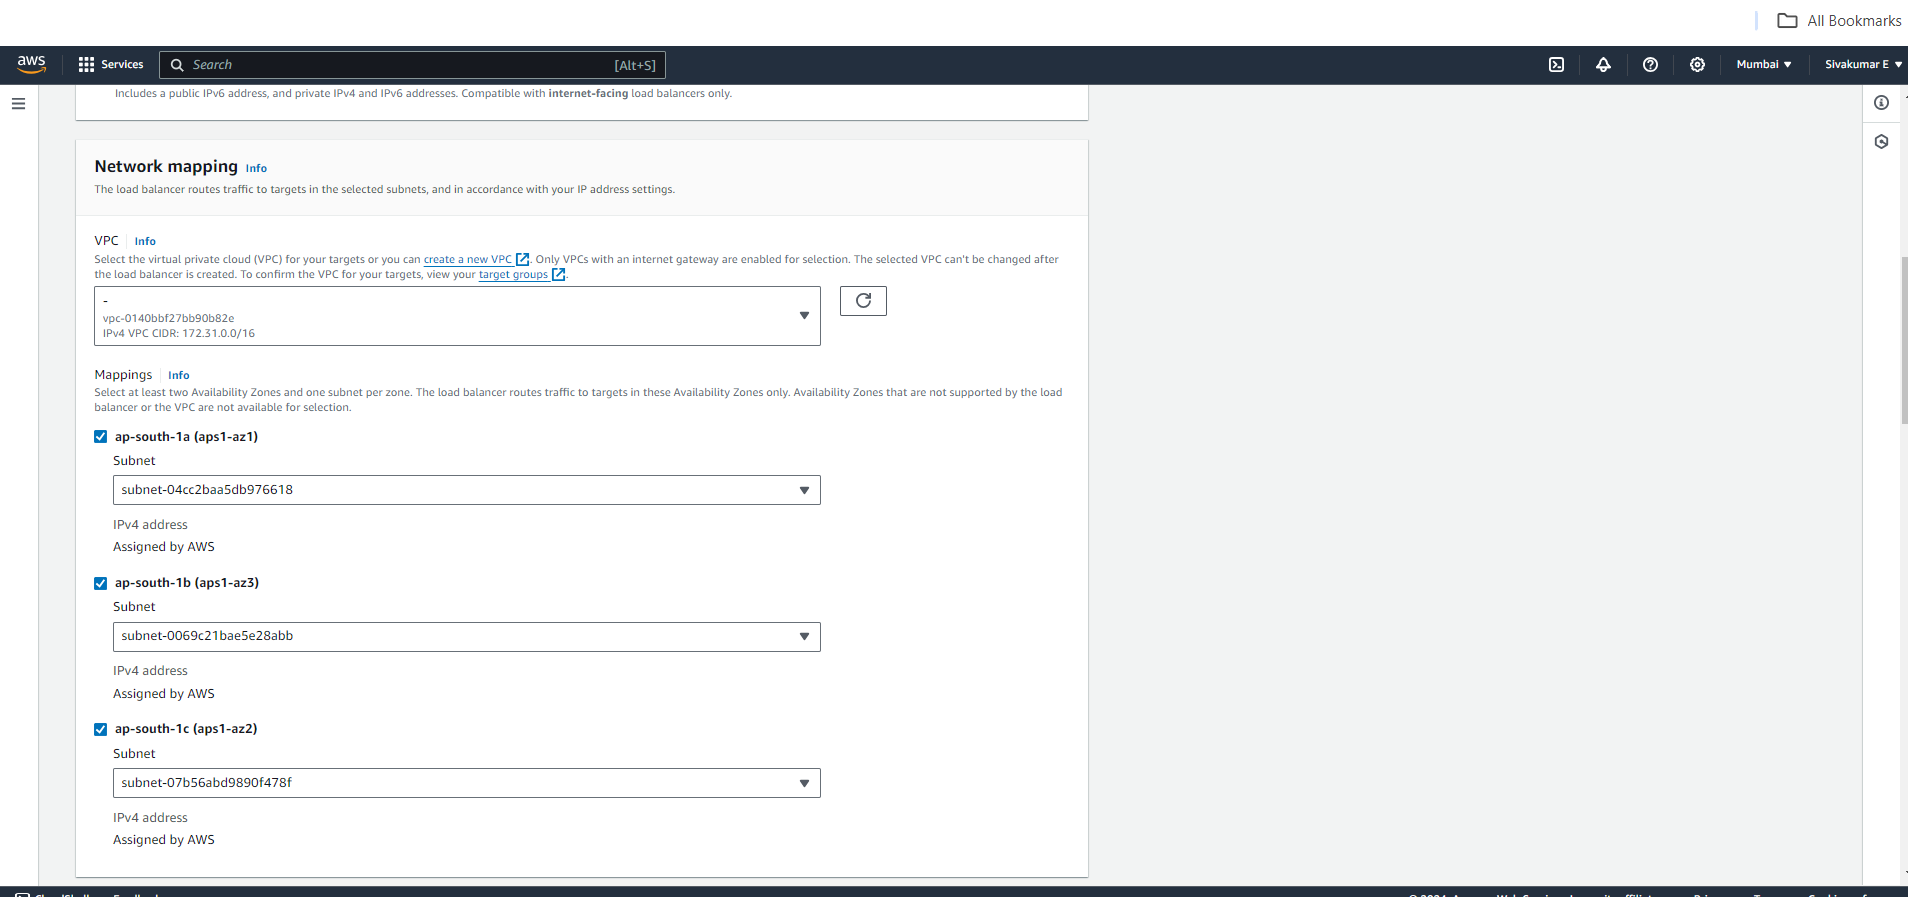 All Bookmarks
aws
Services
Search
[Alt+S]
Mumbai
Sivakumar E
Includes a public IPv6 address, and private IPv4 and IPv6 addresses. Compatible with internet-facing load balancers only.
Network mapping Info
The load balancer routes traffic to targets in the selected subnets, and in accordance with your IP address settings.
VPC Info
Select the virtual private cloud (VPC) for your targets or you can create a new VPC. Only VPCs with an internet gateway are enabled for selection. The selected VPC can't be changed after
the load balancer is created. To confirm the VPC for your targets, view your target groups.
-
vpc-0140bbf27bb90b82e
IPv4 VPC CIDR: 172.31.0.0/16
Mappings Info
Select at least two Availability Zones and one subnet per zone. The load balancer routes traffic to targets in these Availability Zones only. Availability Zones that are not supported by the load
balancer or the VPC are not available for selection.
ap-south-1a (aps1-az1)
Subnet
subnet-04cc2baa5db976618
IPv4 address
Assigned by AWS
ap-south-1b (aps1-az3)
Subnet
subnet-0069c21bae5e28abb
IPv4 address
Assigned by AWS
ap-south-1c (aps1-az2)
Subnet
subnet-07b56abd9890f478f
IPv4 address
Assigned by AWS